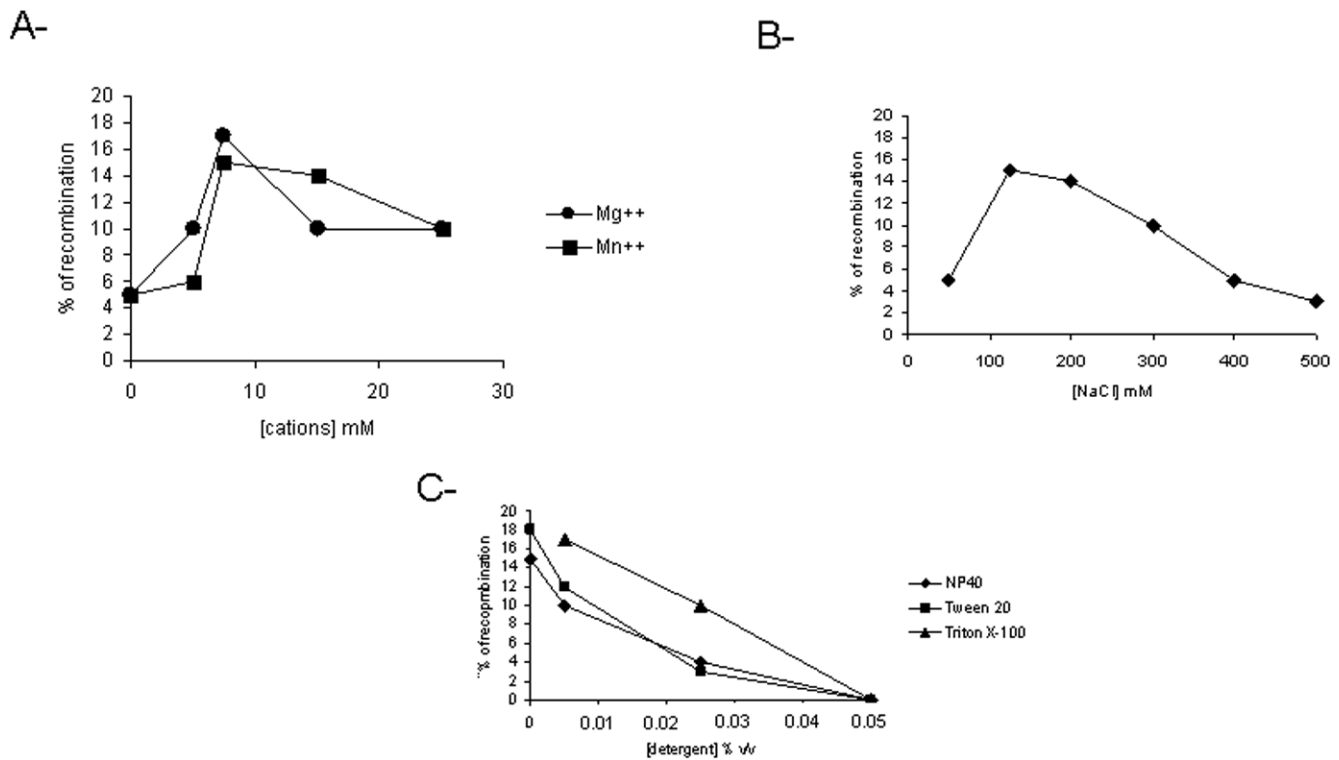 A-
20
18
16
14
12
10
8
6
4
2
0
% of recombination
0 10 20 30
[cations] mM
Mg++
Mn++
B-
20
18
16
14
12
10
8
6
4
2
0
% of recombination
0 100 200 300 400 500
[NaCl] mM
C-
20
18
16
14
12
10
8
6
4
2
0
% of recopmbination
0 0.01 0.02 0.03 0.04 0.05
[detergent] % v/v
NP40
Tween 20
Triton X-100